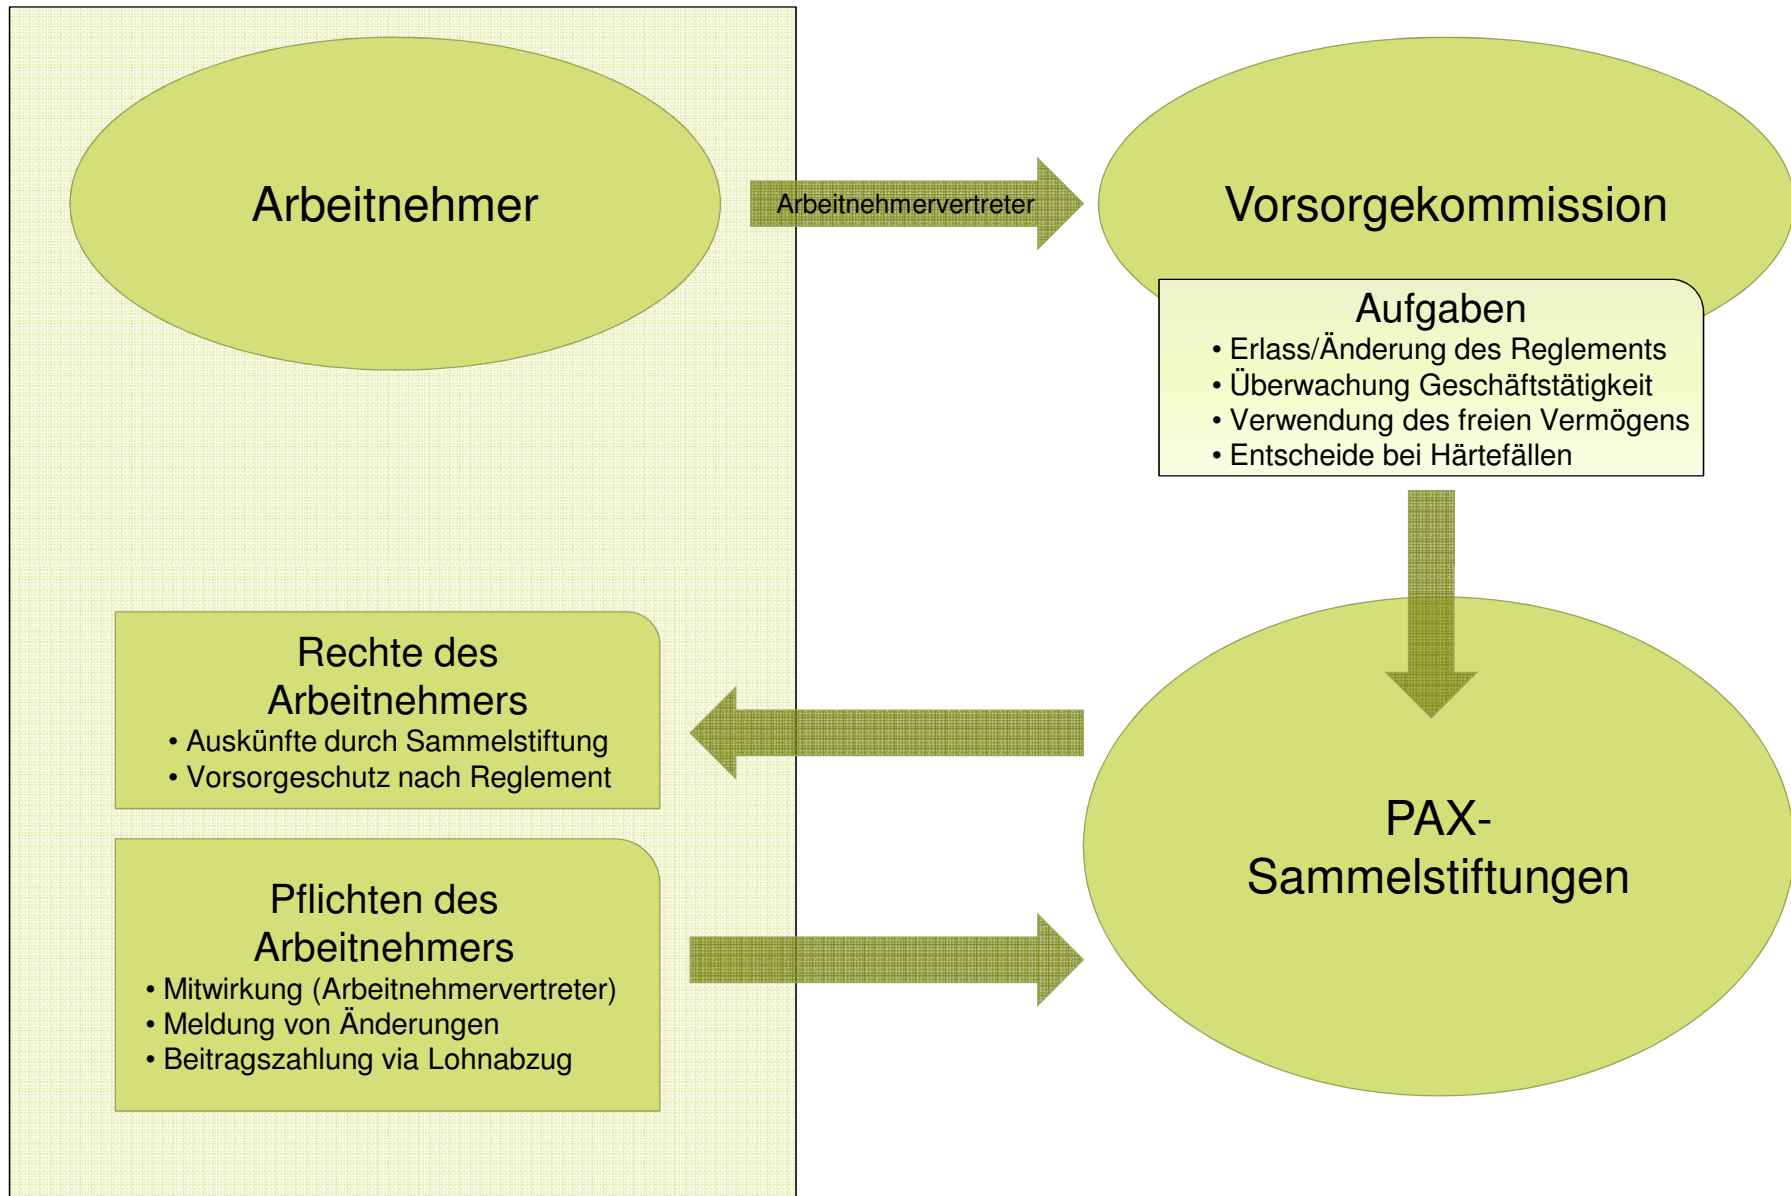 Arbeitnehmer
Arbeitnehmervertreter
Vorsorgekommission
Aufgaben
• Erlass/Änderung des Reglements
• Überwachung Geschäftstätigkeit
• Verwendung des freien Vermögens
• Entscheide bei Härtefällen
Rechte des
Arbeitnehmers
• Auskünfte durch Sammelstiftung
• Vorsorgeschutz nach Reglement
Pflichten des
Arbeitnehmers
• Mitwirkung (Arbeitnehmervertreter)
• Meldung von Änderungen
• Beitragszahlung via Lohnabzug
PAX-
Sammelstiftungen